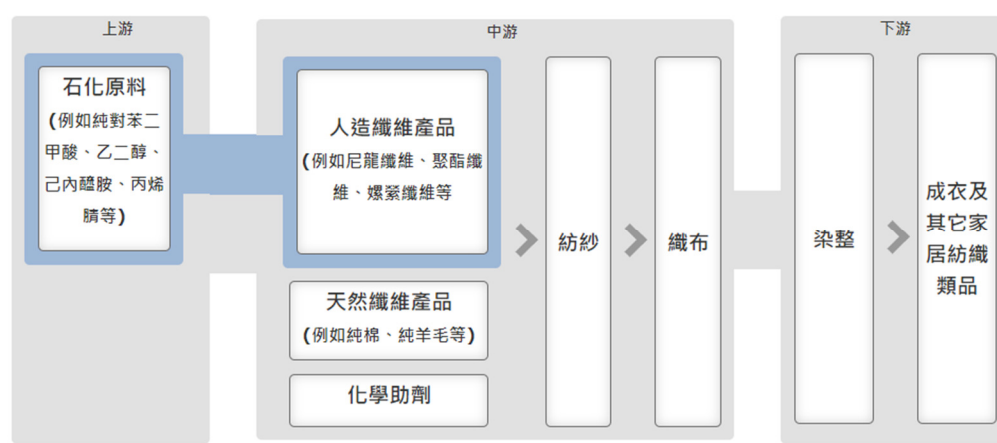 上游
石化原料
(例如純對苯二
甲酸、乙二醇、
己內醯胺、丙烯
腈等)
中游
人造纖維產品
(例如尼龍纖維、聚酯纖
維、嫘縈纖維等
天然纖維產品
(例如純棉、純羊毛等)
化學助劑
紡紗
織布
下游
染整
成衣及
其它家
居紡織
類品